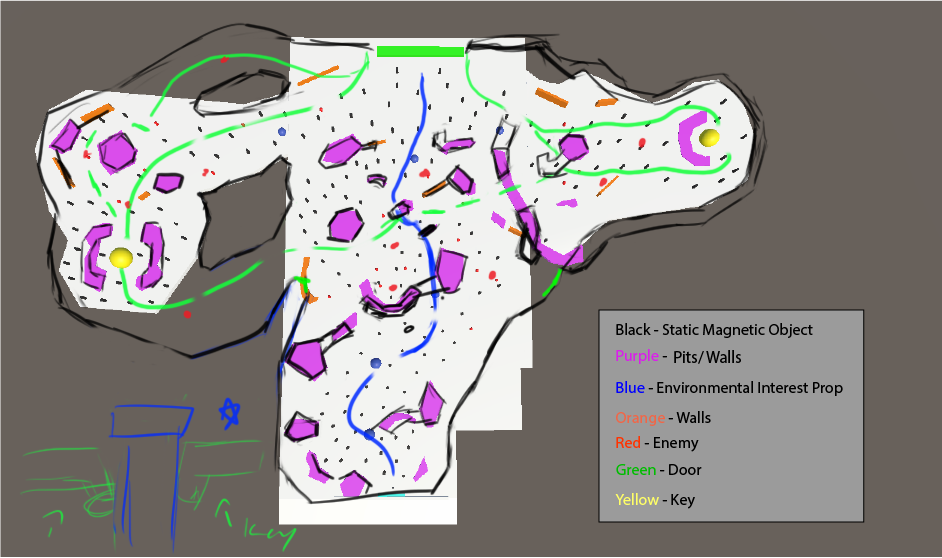 Black - Static Magnetic Object
Purple - Pits/Walls
Blue - Environmental Interest Prop
Orange - Walls
Red - Enemy
Green - Door
Yellow - Key
Key